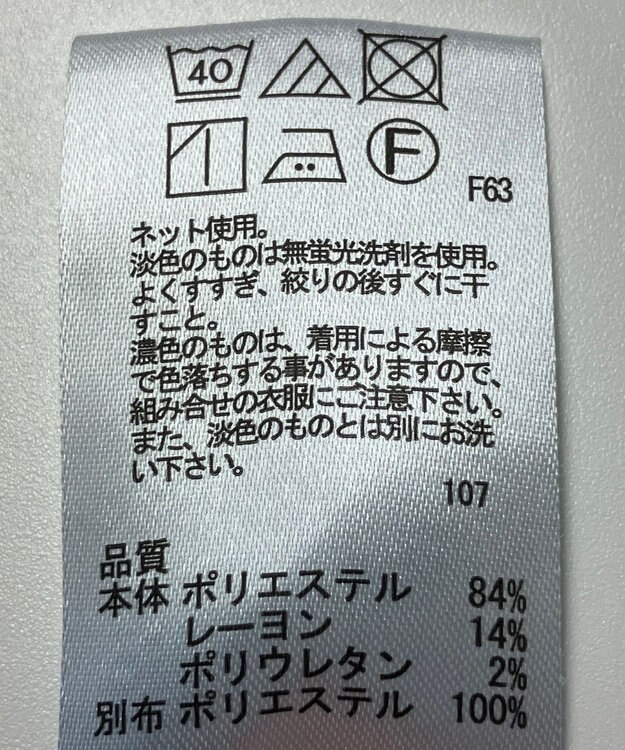 40
F
F63
ネット使用。
淡色のものは無蛍光洗剤を使用。
よくすすぎ、絞りの後すぐに干
すこと。
濃色のものは、着用による摩擦
で色落ちする事がありますので、
組み合せの衣服にご注意下さい。
また、淡色のものとは別にお洗
い下さい。
107
品質
本体 ポリエステル 84%
レーヨン 14%
ポリウレタン 2%
別布 ポリエステル 100%